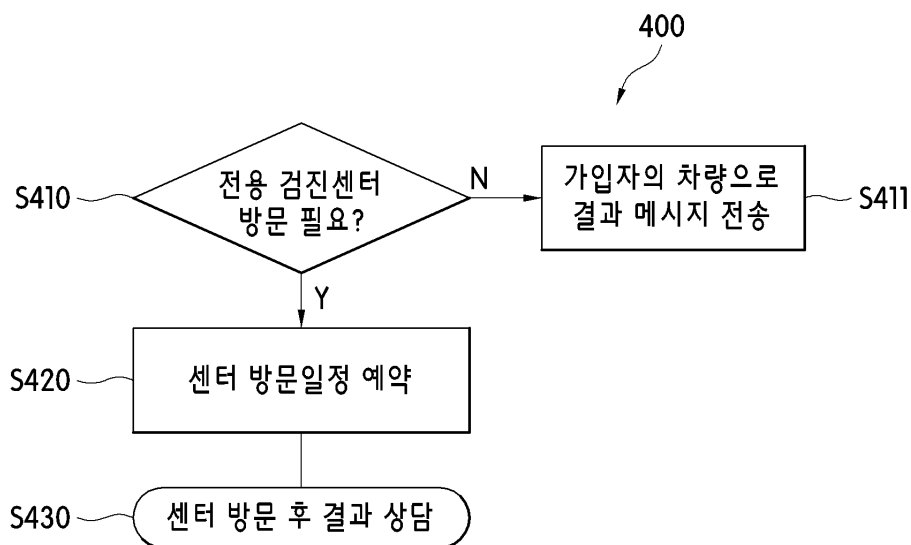 400
전용 검진센터
방문 필요?
S410
N
가입자의 차량으로
결과 메시지 전송
S411
Y
S420
센터 방문일정 예약
S430
센터 방문 후 결과 상담